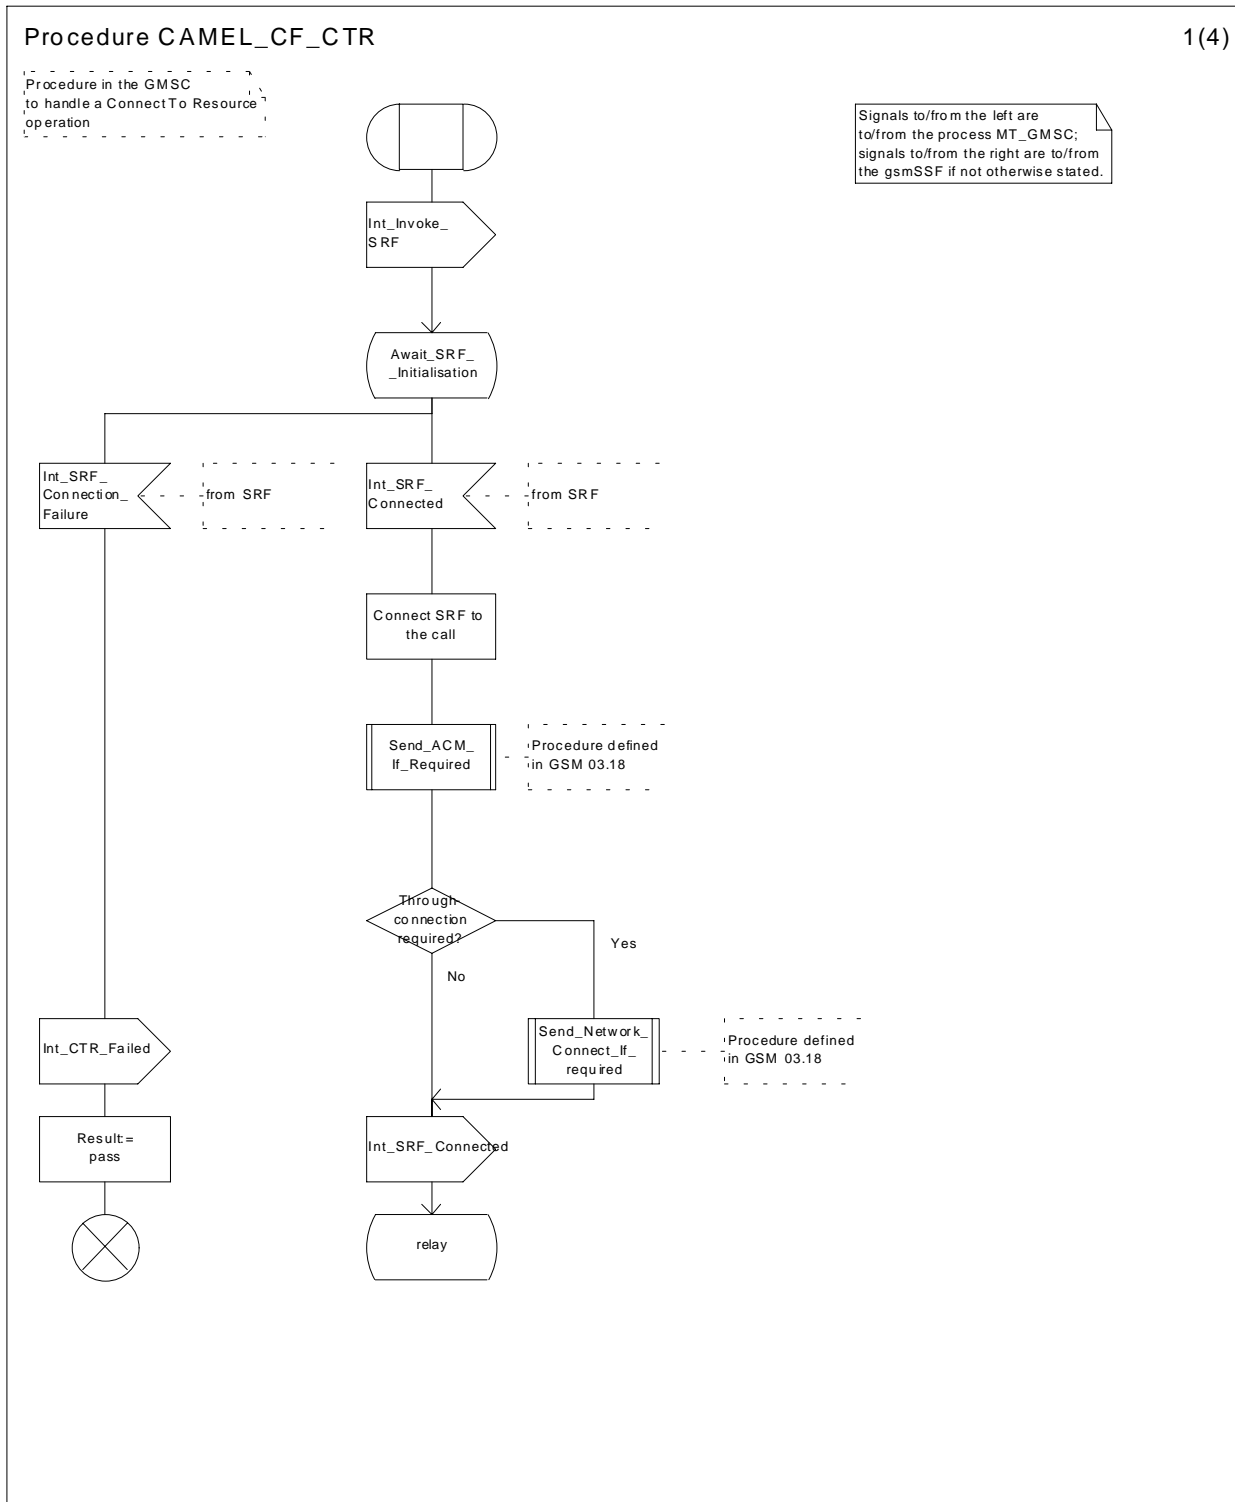 Procedure CAMEL_CF_CTR
1(4)
Procedure in the GMSC
to handle a Connect To Resource
operation
Signals to/from the left are
to/from the process MT_GMSC;
signals to/from the right are to/from
the gsmSSF if not otherwise stated.
Int_Invoke_
SRF
Await_SRF_
_Initialisation
Int_SRF_
Connection_
Failure
from SRF
Int_SRF_
Connected
from SRF
Connect SRF to
the call
Send_ACM_
If_Required
Procedure defined
in GSM 03.18
Through-
connection
required?
Yes
No
Int_CTR_Failed
Send_Network_
Connect_If_
required
Procedure defined
in GSM 03.18
Result:=
pass
Int_SRF_Connected
relay